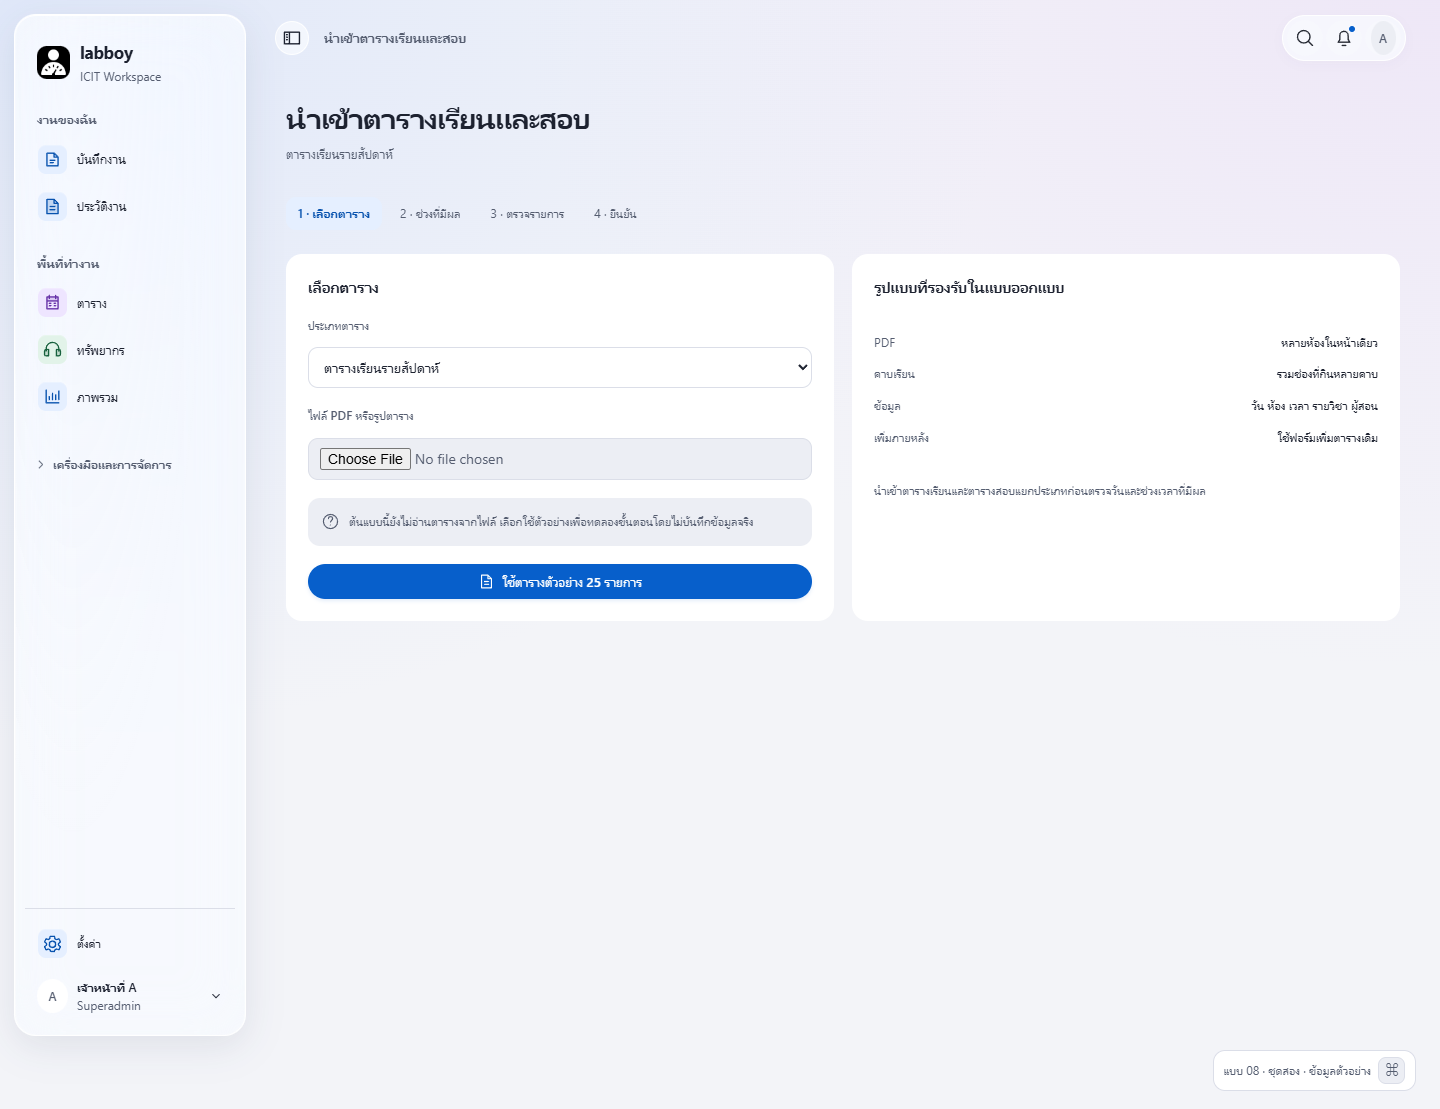 labboy
ICIT Workspace
งานของฉัน
บันทึกงาน
ประวัติงาน
พื้นที่ทำงาน
ตาราง
ทรัพยากร
ภาพรวม
เครื่องมือและการจัดการ
ตั้งค่า
A
เจ้าหน้าที่ A
Superadmin
นำเข้าตารางเรียนและสอบ
A
นำเข้าตารางเรียนและสอบ
ตารางเรียนรายสัปดาห์
1 · เลือกตาราง
2 · ช่วงที่มีผล
3 · ตรวจรายการ
4 · ยืนยัน
เลือกตาราง
ประเภทตาราง
ตารางเรียนรายสัปดาห์
ไฟล์ PDF หรือรูปตาราง
Choose File No file chosen
ต้นแบบนี้ยังไม่อ่านตารางจากไฟล์ เลือกใช้ตัวอย่างเพื่อทดลองขั้นตอนโดยไม่บันทึกข้อมูลจริง
ใช้ตารางตัวอย่าง 25 รายการ
รูปแบบที่รองรับในแบบออกแบบ
PDF หลายห้องในหน้าเดียว
คาบเรียน รวมช่องที่กินหลายคาบ
ข้อมูล วัน ห้อง เวลา รายวิชา ผู้สอน
เพิ่มภายหลัง ใช้ฟอร์มเพิ่มตารางเดิม
นำเข้าตารางเรียนและตารางสอบแยกประเภทก่อนตรวจวันและช่วงเวลาที่มีผล
แบบ 08 · ชุดสอง · ข้อมูลตัวอย่าง ⌘